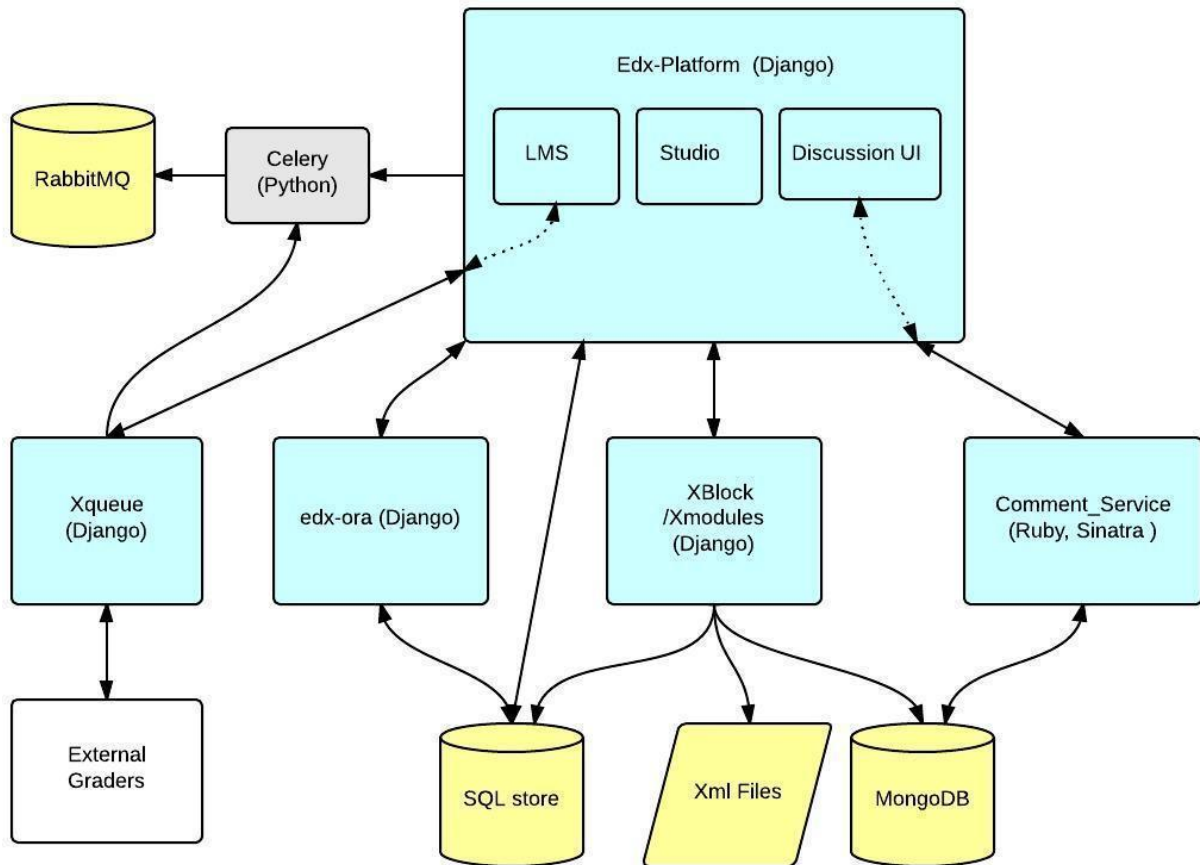 Edx-Platform (Django)
LMS
Studio
Discussion UI
RabbitMQ
Celery
(Python)
Xqueue
(Django)
edx-ora (Django)
XBlock
/Xmodules
(Django)
Comment_Service
(Ruby, Sinatra )
External
Graders
SQL store
Xml Files
MongoDB